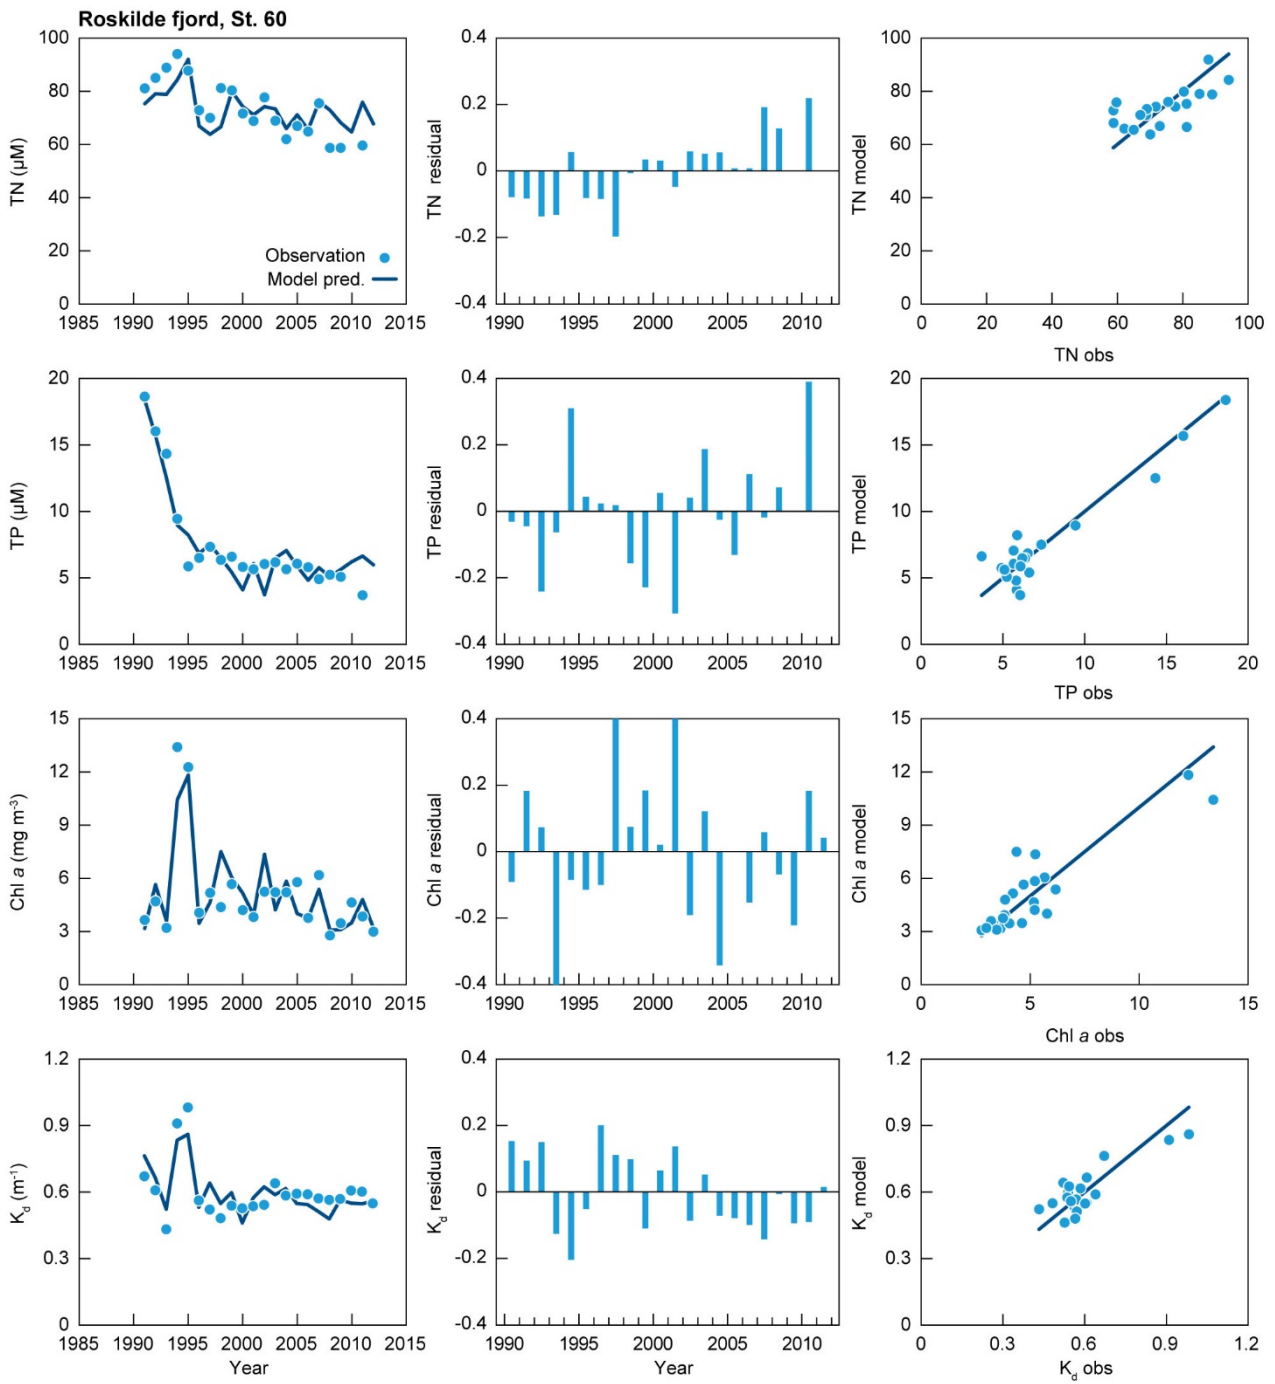 Roskilde fjord, St. 60
TN (µM)
100
80
60
40
20
0
Observation
Model pred.
1985 1990 1995 2000 2005 2010 2015
TN residual
0.4
0.2
0
-0.2
-0.4
1990 1995 2000 2005 2010
TN model
100
80
60
40
20
0
0 20 40 60 80 100
TN obs
TP (µM)
20
15
10
5
0
1985 1990 1995 2000 2005 2010 2015
TP residual
0.4
0.2
0
-0.2
-0.4
1990 1995 2000 2005 2010
TP model
20
15
10
5
0
0 5 10 15 20
TP obs
Chl a (mg m⁻³)
15
12
9
6
3
0
1985 1990 1995 2000 2005 2010 2015
Chl a residual
0.4
0.2
0
-0.2
-0.4
1990 1995 2000 2005 2010
Chl a model
15
12
9
6
3
0
0 5 10 15
Chl a obs
K_d (m⁻¹)
1.2
0.9
0.6
0.3
0
1985 1990 1995 2000 2005 2010 2015
Year
K_d residual
0.4
0.2
0
-0.2
-0.4
1990 1995 2000 2005 2010
Year
K_d model
1.2
0.9
0.6
0.3
0
0 0.3 0.6 0.9 1.2
K_d obs